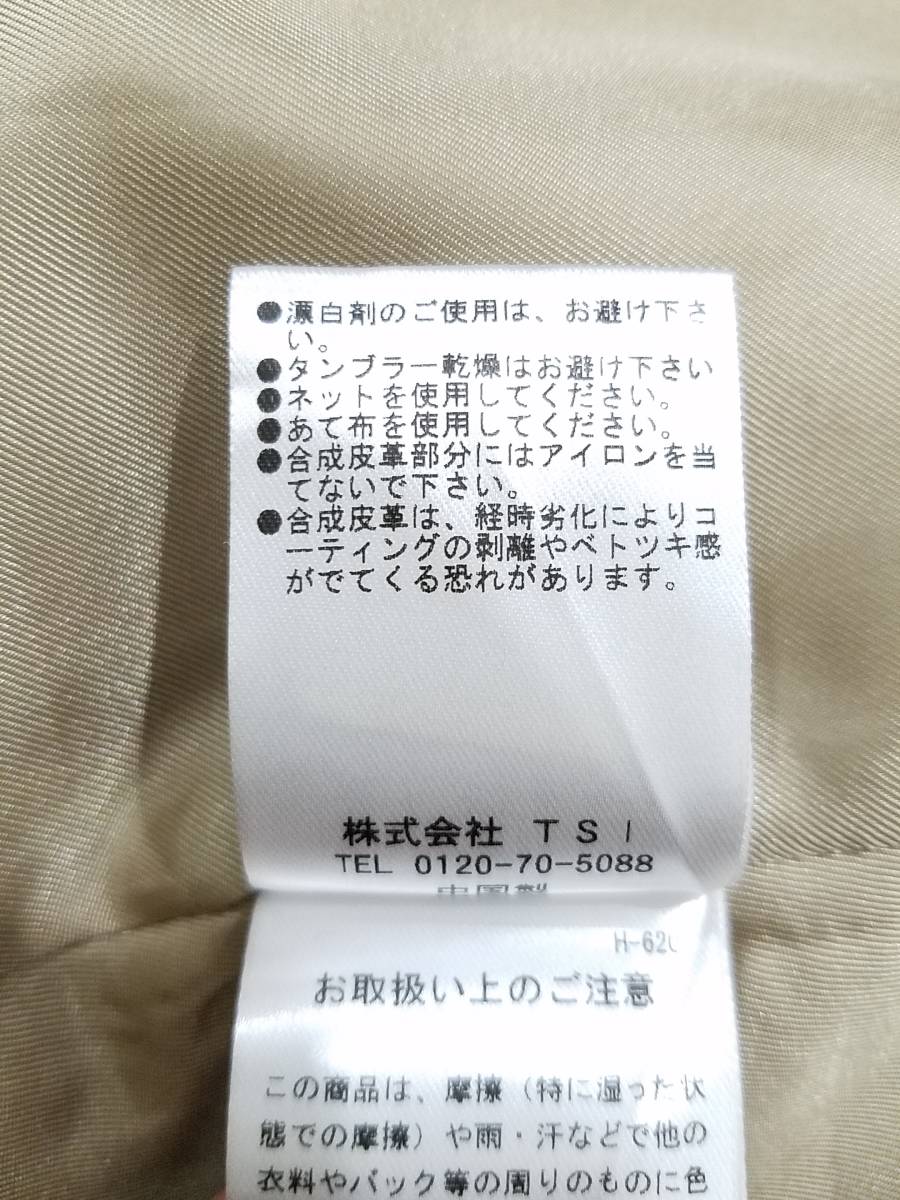 ●漂白剤のご使用は、お避け下さ
い。
●タンブラー乾燥はお避け下さい
●ネットを使用してください。
●あて布を使用してください。
●合成皮革部分にはアイロンを当
てないで下さい。
●合成皮革は、経時劣化によりコ
ーティングの剥離やベトツキ感
がでてくる恐れがあります。
株式会社 TSI
TEL 0120-70-5088
中国製
H-620
お取扱い上のご注意
この商品は、摩擦(特に湿った状
態での摩擦)や雨・汗などで他の
衣料やバック等の周りのものに色